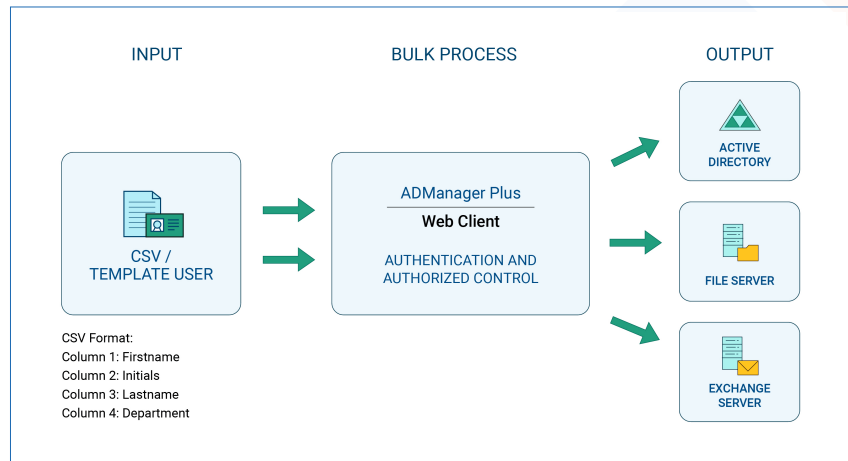 INPUT
BULK PROCESS
OUTPUT
CSV /
TEMPLATE USER
CSV Format:
Column 1: Firstname
Column 2: Initials
Column 3: Lastname
Column 4: Department
ADManager Plus
Web Client
AUTHENTICATION AND
AUTHORIZED CONTROL
ACTIVE
DIRECTORY
FILE SERVER
EXCHANGE
SERVER